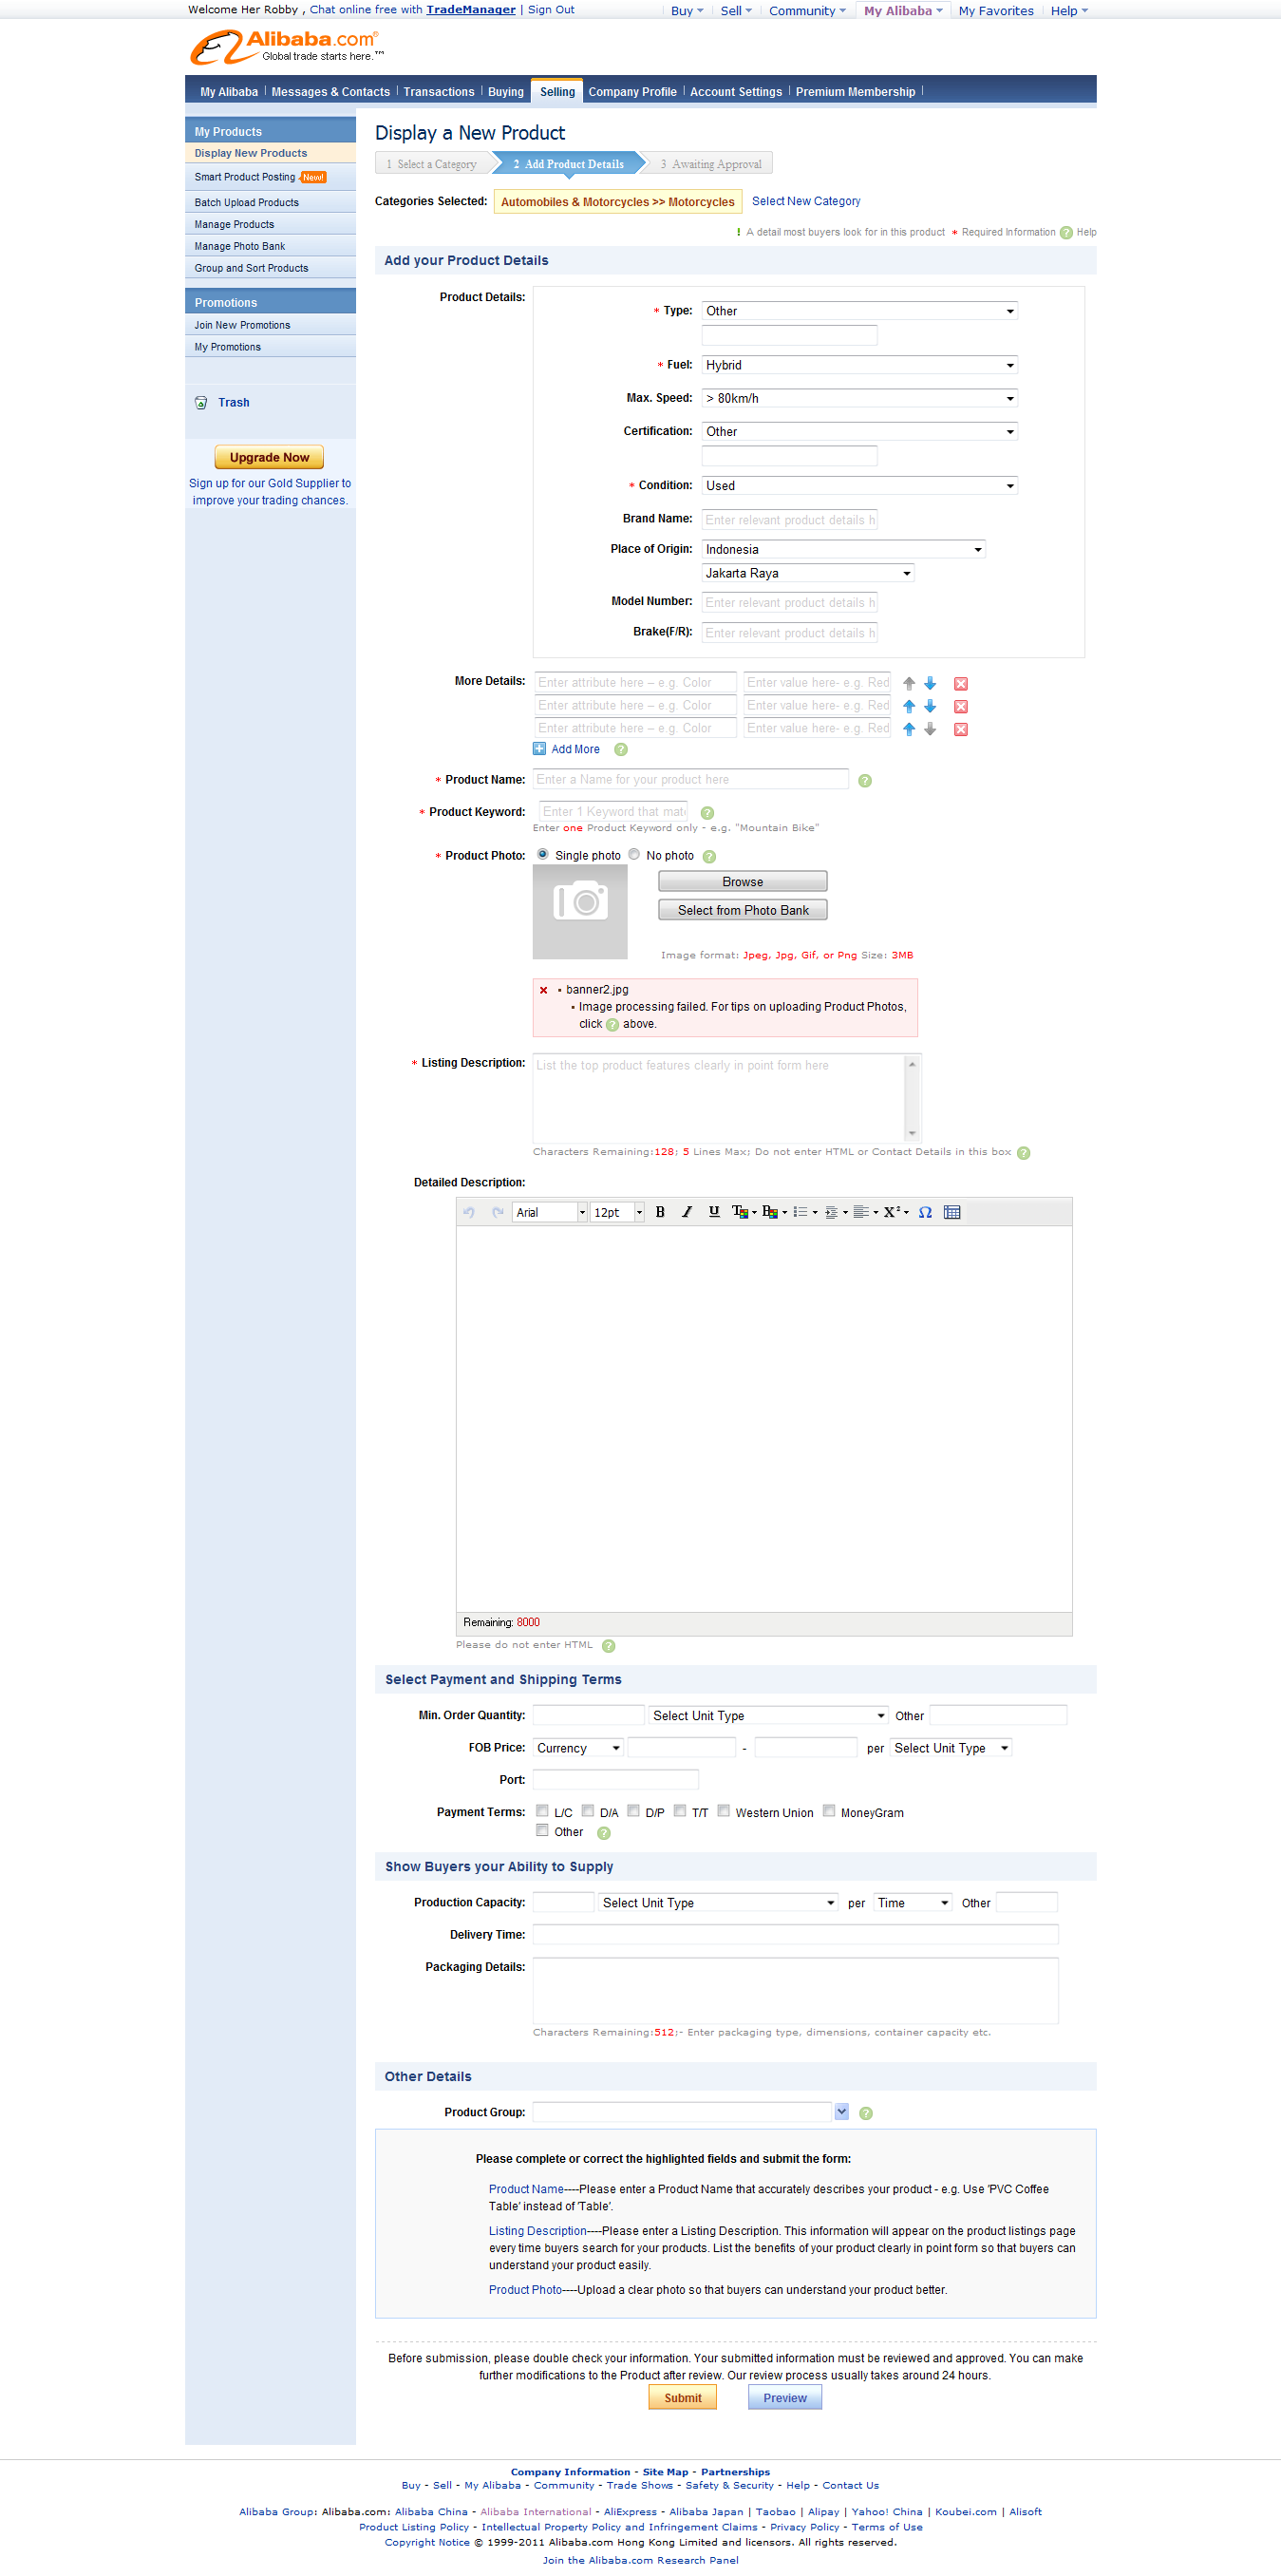 Welcome Her Robby , Chat online free with TradeManager | Sign Out
Buy Sell Community My Alibaba My Favorites Help
Alibaba.com®
Global trade starts here.™
My Alibaba Messages & Contacts Transactions Buying Selling Company Profile Account Settings Premium Membership
My Products
Display New Products
Smart Product Posting New!
Batch Upload Products
Manage Products
Manage Photo Bank
Group and Sort Products
Promotions
Join New Promotions
My Promotions
Trash
Upgrade Now
Sign up for our Gold Supplier to
improve your trading chances.
Display a New Product
1 Select a Category 2 Add Product Details 3 Awaiting Approval
Categories Selected: Automobiles & Motorcycles >> Motorcycles Select New Category
! A detail most buyers look for in this product * Required Information ? Help
Add your Product Details
Product Details:
* Type: Other
* Fuel: Hybrid
Max. Speed: > 80km/h
Certification: Other
* Condition: Used
Brand Name: Enter relevant product details h
Place of Origin: Indonesia
Jakarta Raya
Model Number: Enter relevant product details h
Brake(F/R): Enter relevant product details h
More Details: Enter attribute here – e.g. Color Enter value here- e.g. Red
Enter attribute here – e.g. Color Enter value here- e.g. Red
Enter attribute here – e.g. Color Enter value here- e.g. Red
Add More ?
* Product Name: Enter a Name for your product here ?
* Product Keyword: Enter 1 Keyword that mat ?
Enter one Product Keyword only - e.g. "Mountain Bike"
* Product Photo: Single photo No photo ?
Browse
Select from Photo Bank
Image format: Jpeg, Jpg, Gif, or Png Size: 3MB
banner2.jpg
Image processing failed. For tips on uploading Product Photos,
click ? above.
* Listing Description: List the top product features clearly in point form here
Characters Remaining:128; 5 Lines Max; Do not enter HTML or Contact Details in this box ?
Detailed Description:
Arial 12pt B I U T X² Ω
Remaining: 8000
Please do not enter HTML ?
Select Payment and Shipping Terms
Min. Order Quantity: Select Unit Type Other
FOB Price: Currency - per Select Unit Type
Port:
Payment Terms: L/C D/A D/P T/T Western Union MoneyGram
Other ?
Show Buyers your Ability to Supply
Production Capacity: Select Unit Type per Time Other
Delivery Time:
Packaging Details:
Characters Remaining:512;- Enter packaging type, dimensions, container capacity etc.
Other Details
Product Group: ?
Please complete or correct the highlighted fields and submit the form:
Product Name----Please enter a Product Name that accurately describes your product - e.g. Use 'PVC Coffee
Table' instead of 'Table'.
Listing Description----Please enter a Listing Description. This information will appear on the product listings page
every time buyers search for your products. List the benefits of your product clearly in point form so that buyers can
understand your product easily.
Product Photo----Upload a clear photo so that buyers can understand your product better.
Before submission, please double check your information. Your submitted information must be reviewed and approved. You can make
further modifications to the Product after review. Our review process usually takes around 24 hours.
Submit Preview
Company Information - Site Map - Partnerships
Buy - Sell - My Alibaba - Community - Trade Shows - Safety & Security - Help - Contact Us
Alibaba Group: Alibaba.com: Alibaba China - Alibaba International - AliExpress - Alibaba Japan | Taobao | Alipay | Yahoo! China | Koubei.com | Alisoft
Product Listing Policy - Intellectual Property Policy and Infringement Claims - Privacy Policy - Terms of Use
Copyright Notice © 1999-2011 Alibaba.com Hong Kong Limited and licensors. All rights reserved.
Join the Alibaba.com Research Panel